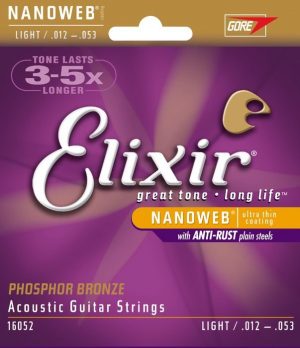 NANOWEB®
coating
GORE
LIGHT / .012 – .053
TONE LASTS
3-5x
LONGER
Elixir®
great tone • long life™
NANOWEB® ultra thin
coating
with ANTI-RUST plain steels
PHOSPHOR BRONZE
Acoustic Guitar Strings
16052
LIGHT / .012 – .053